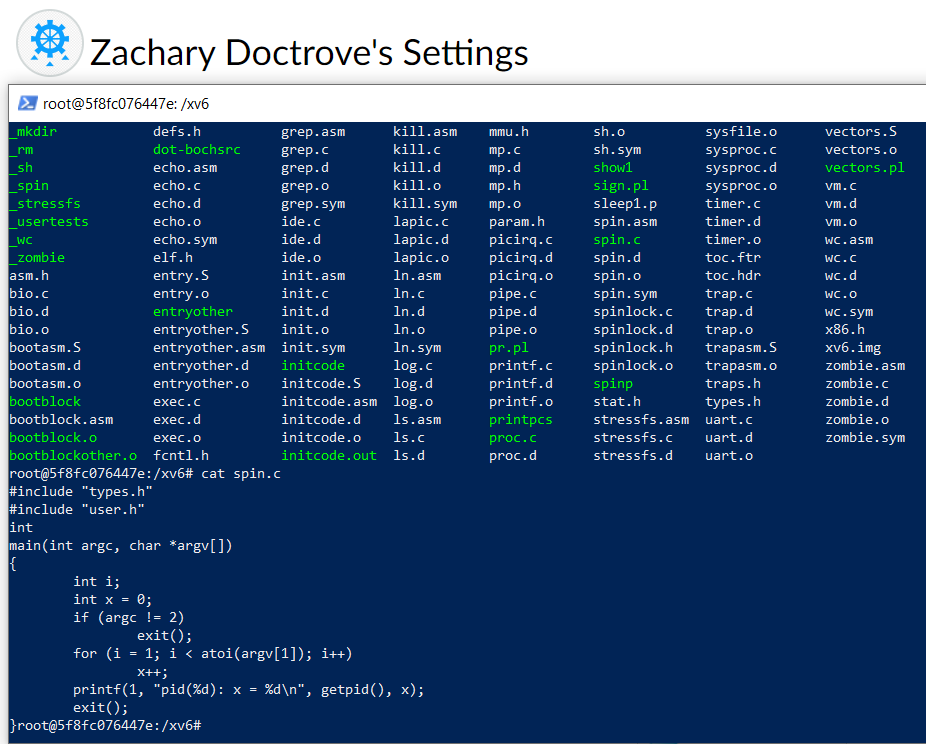 Zachary Doctrove's Settings
root@5f8fc076447e: /xv6
_mkdir defs.h grep.asm kill.asm mmu.h sh.o sysfile.o vectors.S
_rm dot-bochsrc grep.c kill.c mp.c sh.sym sysproc.c vectors.o
_sh echo.asm grep.d kill.d mp.d show1 sysproc.d vectors.pl
_spin echo.c grep.o kill.o mp.h sign.pl sysproc.o vm.c
_stressfs echo.d grep.sym kill.sym mp.o sleep1.p timer.c vm.d
_usertests echo.o ide.c lapic.c param.h spin.asm timer.d vm.o
_wc echo.sym ide.d lapic.d picirq.c spin.c timer.o wc.asm
_zombie elf.h ide.o lapic.o picirq.d spin.d toc.ftr wc.c
asm.h entry.S init.asm ln.asm picirq.o spin.o toc.hdr wc.d
bio.c entry.o init.c ln.c pipe.c spin.sym trap.c wc.o
bio.d entryother init.d ln.d pipe.d spinlock.c trap.d wc.sym
bio.o entryother.S init.o ln.o pipe.o spinlock.d trap.o x86.h
bootasm.S entryother.asm init.sym ln.sym pr.pl spinlock.h trapasm.S xv6.img
bootasm.d entryother.d initcode log.c printf.c spinlock.o trapasm.o zombie.asm
bootasm.o entryother.o initcode.S log.d printf.d spinp traps.h zombie.c
bootblock exec.c initcode.asm log.o printf.o stat.h types.h zombie.d
bootblock.asm exec.d initcode.d ls.asm printpcs stressfs.asm uart.c zombie.o
bootblock.o exec.o initcode.o ls.c proc.c stressfs.c uart.d zombie.sym
bootblockother.o fcntl.h initcode.out ls.d proc.d stressfs.d uart.o
root@5f8fc076447e:/xv6# cat spin.c
#include "types.h"
#include "user.h"
int
main(int argc, char *argv[])
{
int i;
int x = 0;
if (argc != 2)
exit();
for (i = 1; i < atoi(argv[1]); i++)
x++;
printf(1, "pid(%d): x = %d\n", getpid(), x);
exit();
}root@5f8fc076447e:/xv6#